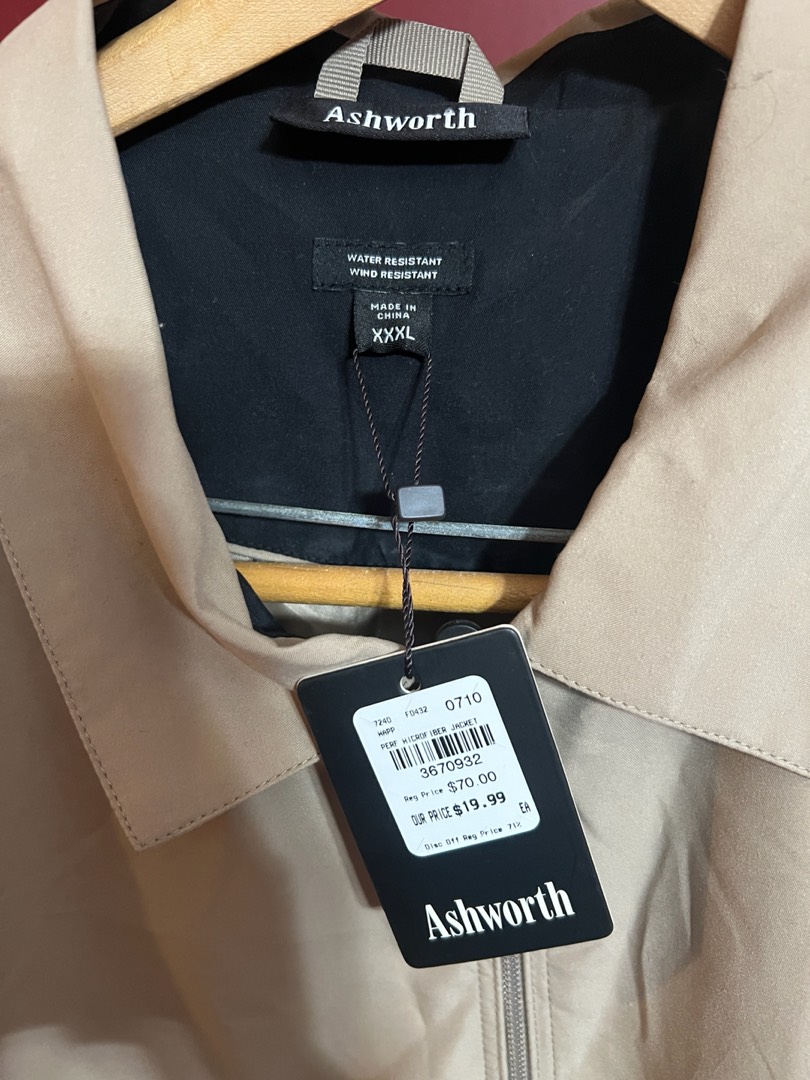 Ashworth
WATER RESISTANT
WIND RESISTANT
MADE IN
CHINA
XXXL
7240 F0432 0710
WAPP
PERF MICROFIBER JACKET
3670932
Reg Price $70.00
OUR PRICE $19.99 EA
Disc Off Reg Price 71%
Ashworth